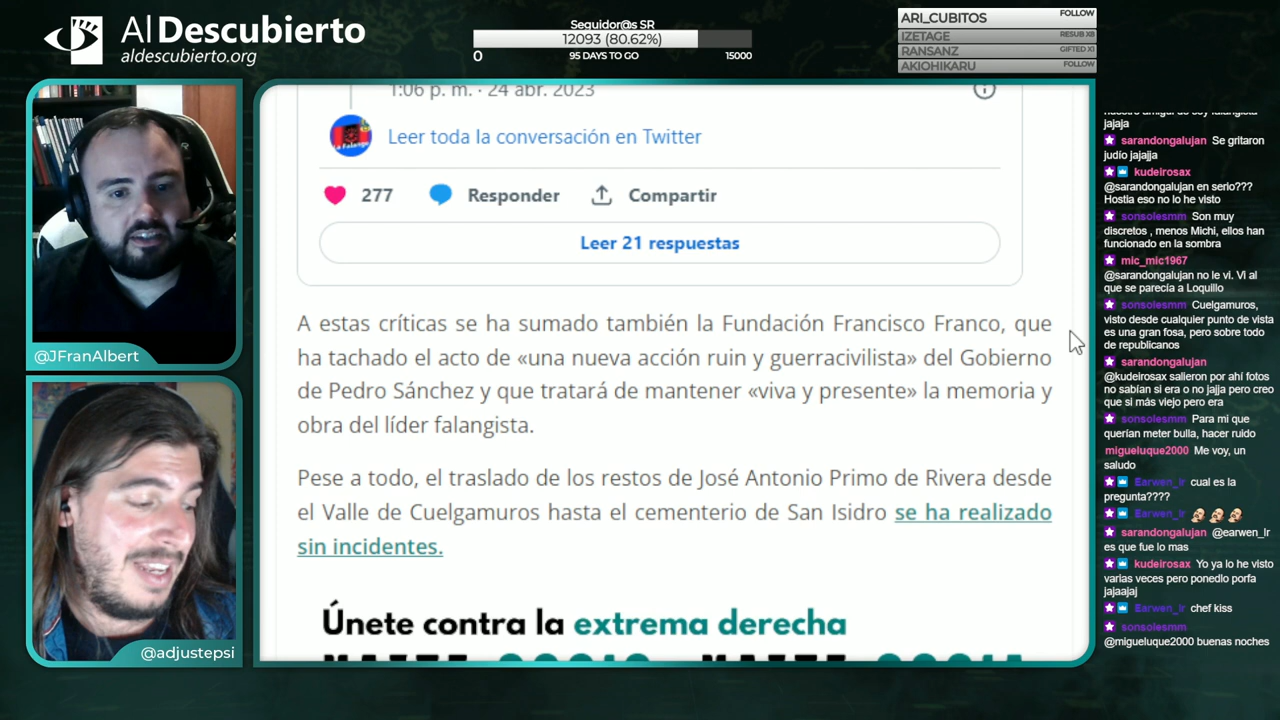 Al Descubierto
aldescubierto.org
Seguidor@s SR
12093 (80.62%)
0
95 DAYS TO GO
15000
ARI_CUBITOS FOLLOW
IZETAGE RESUB X8
RANSANZ GIFTED X1
AKIOHIKARU FOLLOW
@JFranAlbert
@adjustepsi
1:06 p. m. · 24 abr. 2023
Leer toda la conversación en Twitter
277 Responder Compartir
Leer 21 respuestas
A estas críticas se ha sumado también la Fundación Francisco Franco, que
ha tachado el acto de «una nueva acción ruin y guerracivilista» del Gobierno
de Pedro Sánchez y que tratará de mantener «viva y presente» la memoria y
obra del líder falangista.
Pese a todo, el traslado de los restos de José Antonio Primo de Rivera desde
el Valle de Cuelgamuros hasta el cementerio de San Isidro se ha realizado
sin incidentes.
Únete contra la extrema derecha
jajaja
sarandongalujan Se gritaron
judío jajajja
kudeirosax
@sarandongalujan en serio???
Hostia eso no lo he visto
sonsolesmm Son muy
discretos , menos Michi, ellos han
funcionado en la sombra
mic_mic1967
@sarandongalujan no le vi. Vi al
que se parecía a Loquillo
sonsolesmm Cuelgamuros,
visto desde cualquier punto de vista
es una gran fosa, pero sobre todo
de republicanos
sarandongalujan
@kudeirosax salieron por ahí fotos
no sabían si era o no jajja pero creo
que si más viejo pero era
sonsolesmm Para mi que
querían meter bulla, hacer ruido
migueluque2000 Me voy, un
saludo
Earwen_Ir cual es la
pregunta????
Earwen_Ir
sarandongalujan @earwen_Ir
es que fue lo mas
kudeirosax Yo ya lo he visto
varias veces pero ponedlo porfa
jajaajaj
Earwen_Ir chef kiss
sonsolesmm
@migueluque2000 buenas noches